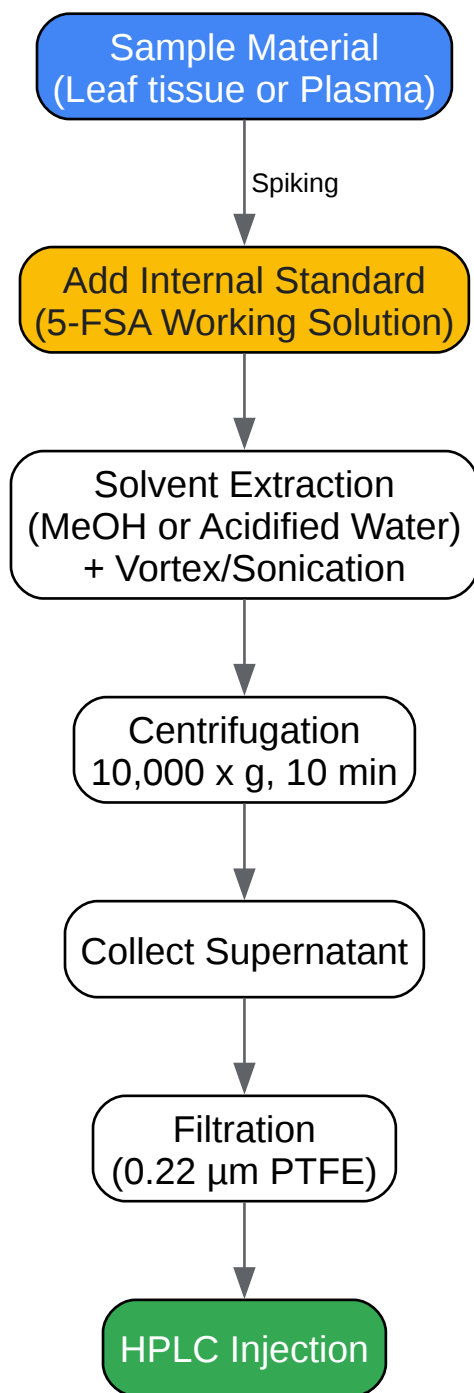 Sample Material
(Leaf tissue or Plasma)
Spiking
Add Internal Standard
(5-FSA Working Solution)
Solvent Extraction
(MeOH or Acidified Water)
+ Vortex/Sonication
Centrifugation
10,000 x g, 10 min
Collect Supernatant
Filtration
(0.22 µm PTFE)
HPLC Injection